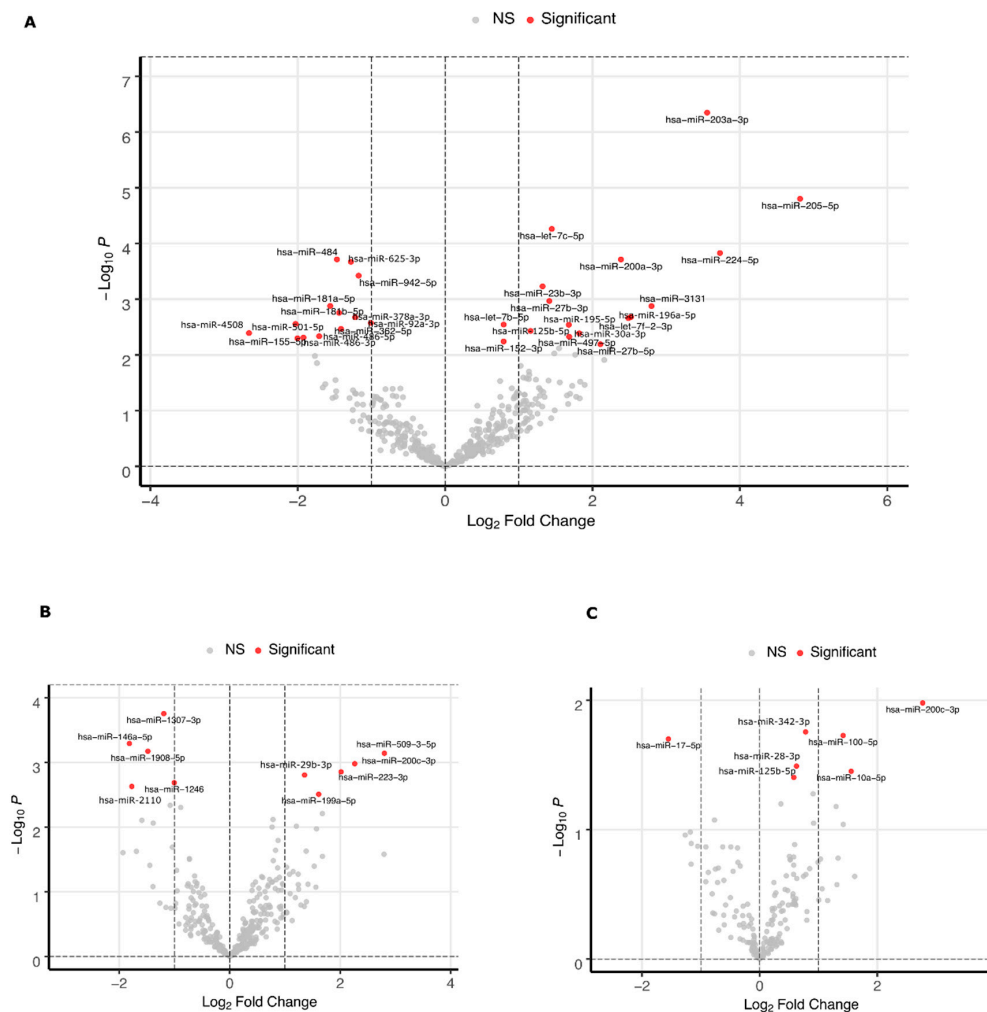 A
NS Significant
7
6
5
4
3
2
1
0
− Log10 P
hsa−miR−203a−3p
hsa−miR−205−5p
hsa−let−7c−5p
hsa−miR−484
hsa−miR−625−3p
hsa−miR−200a−3p
hsa−miR−224−5p
hsa−miR−942−5p
hsa−miR−23b−3p
hsa−miR−181a−5p
hsa−miR−27b−3p
hsa−miR−3131
hsa−miR−181b−5p
hsa−miR−378a−3p
hsa−let−7b−5p
hsa−miR−195−5p
hsa−miR−196a−5p
hsa−miR−4508
hsa−miR−501−5p
hsa−miR−92a−3p
hsa−miR−362−5p
hsa−miR−125b−5p
hsa−let−7f−2−3p
hsa−miR−30a−3p
hsa−miR−155−5p
hsa−miR−486−5p
hsa−miR−486−3p
hsa−miR−152−3p
hsa−miR−497−5p
hsa−miR−27b−5p
−4 −2 0 2 4 6
Log2 Fold Change
B
NS Significant
4
3
2
1
0
− Log10 P
hsa−miR−1307−3p
hsa−miR−146a−5p
hsa−miR−1908−5p
hsa−miR−509−3−5p
hsa−miR−200c−3p
hsa−miR−29b−3p
hsa−miR−223−3p
hsa−miR−1246
hsa−miR−2110
hsa−miR−199a−5p
−2 0 2 4
Log2 Fold Change
C
NS Significant
2
1
0
− Log10 P
hsa−miR−200c−3p
hsa−miR−342−3p
hsa−miR−17−5p
hsa−miR−100−5p
hsa−miR−28−3p
hsa−miR−125b−5p
hsa−miR−10a−5p
−2 0 2
Log2 Fold Change